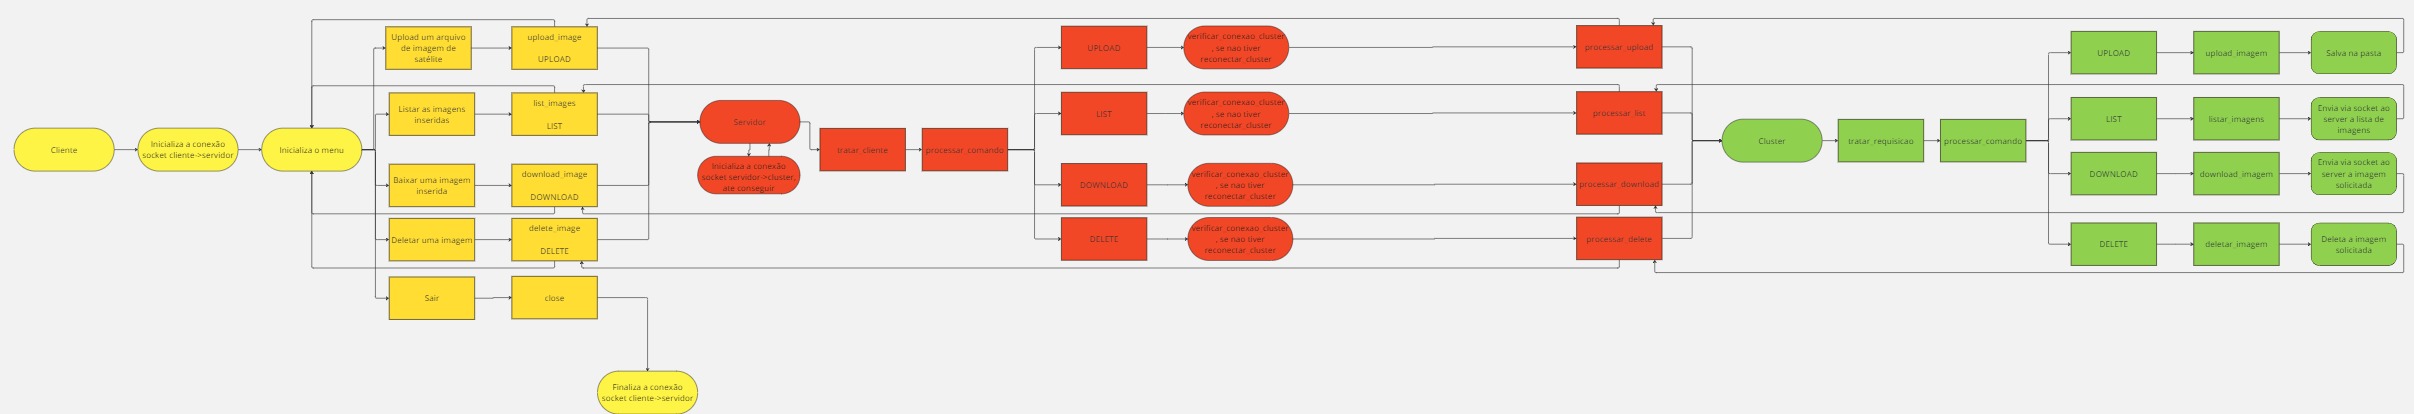 Cliente
Inicializa a conexão
socket cliente->servidor
Inicializa o menu
Upload um arquivo
de imagem de
satélite
upload_image
UPLOAD
Listar as imagens
inseridas
list_images
LIST
Baixar uma imagem
inserida
download_image
DOWNLOAD
Deletar uma imagem
delete_image
DELETE
Sair
close
Finaliza a conexão
socket cliente->servidor
Servidor
Inicializa a conexão
socket servidor->cluster,
ate conseguir
tratar_cliente
processar_comando
UPLOAD
verificar_conexao_cluster
, se nao tiver
reconectar_cluster
processar_upload
LIST
verificar_conexao_cluster
, se nao tiver
reconectar_cluster
processar_list
DOWNLOAD
verificar_conexao_cluster
, se nao tiver
reconectar_cluster
processar_download
DELETE
verificar_conexao_cluster
, se nao tiver
reconectar_cluster
processar_delete
Cluster
tratar_requisicao
processar_comando
UPLOAD
upload_imagem
Salva na pasta
LIST
listar_imagens
Envia via socket ao
server a lista de
imagens
DOWNLOAD
download_imagem
Envia via socket ao
server a imagem
solicitada
DELETE
deletar_imagem
Deleta a imagem
solicitada